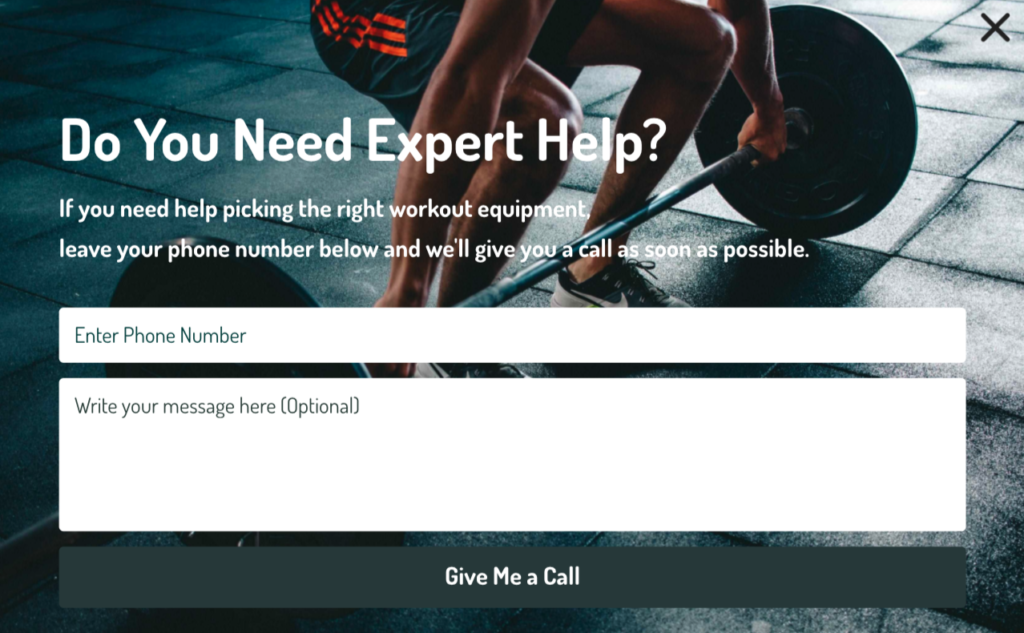 Do You Need Expert Help?
If you need help picking the right workout equipment,
leave your phone number below and we'll give you a call as soon as possible.
Enter Phone Number
Write your message here (Optional)
Give Me a Call